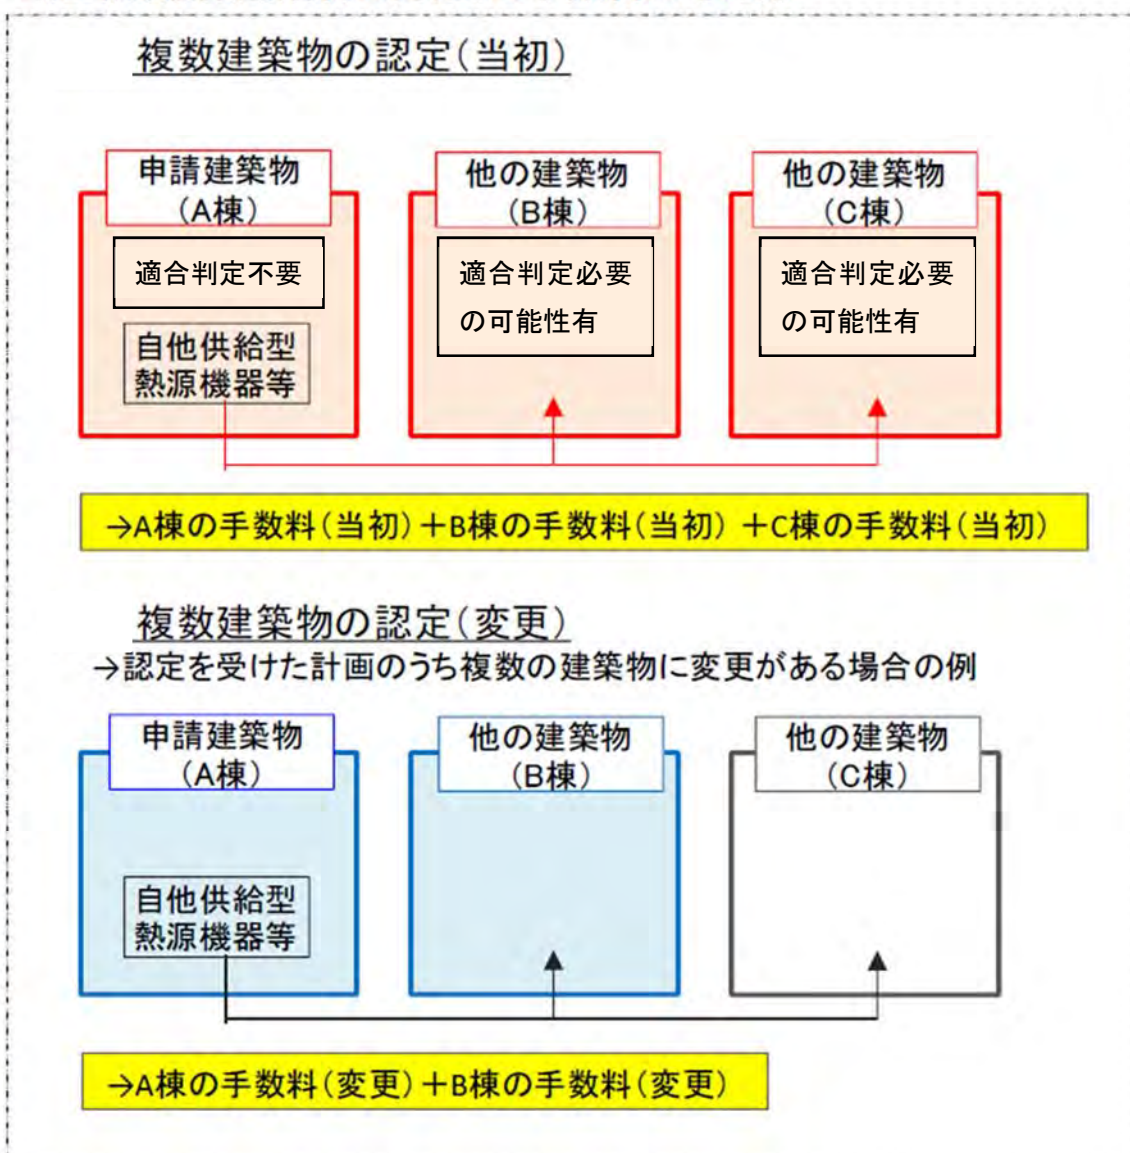 複数建築物の認定(当初)
申請建築物
(A棟)
他の建築物
(B棟)
他の建築物
(C棟)
適合判定不要
適合判定必要
の可能性有
適合判定必要
の可能性有
自他供給型
熱源機器等
→A棟の手数料(当初)+B棟の手数料(当初)+C棟の手数料(当初)
複数建築物の認定(変更)
→認定を受けた計画のうち複数の建築物に変更がある場合の例
申請建築物
(A棟)
他の建築物
(B棟)
他の建築物
(C棟)
自他供給型
熱源機器等
→A棟の手数料(変更)+B棟の手数料(変更)